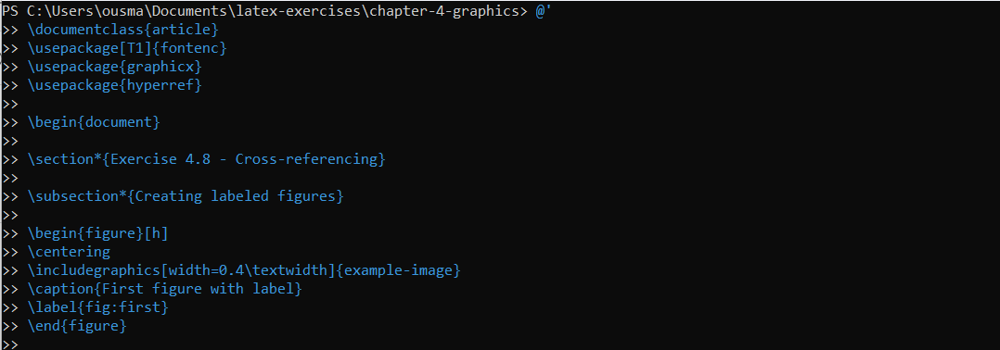 PS C:\Users\ousma\Documents\latex-exercises\chapter-4-graphics> @'
>> \documentclass{article}
>> \usepackage[T1]{fontenc}
>> \usepackage{graphicx}
>> \usepackage{hyperref}
>>
>> \begin{document}
>>
>> \section*{Exercise 4.8 - Cross-referencing}
>>
>> \subsection*{Creating labeled figures}
>>
>> \begin{figure}[h]
>> \centering
>> \includegraphics[width=0.4\textwidth]{example-image}
>> \caption{First figure with label}
>> \label{fig:first}
>> \end{figure}
>>